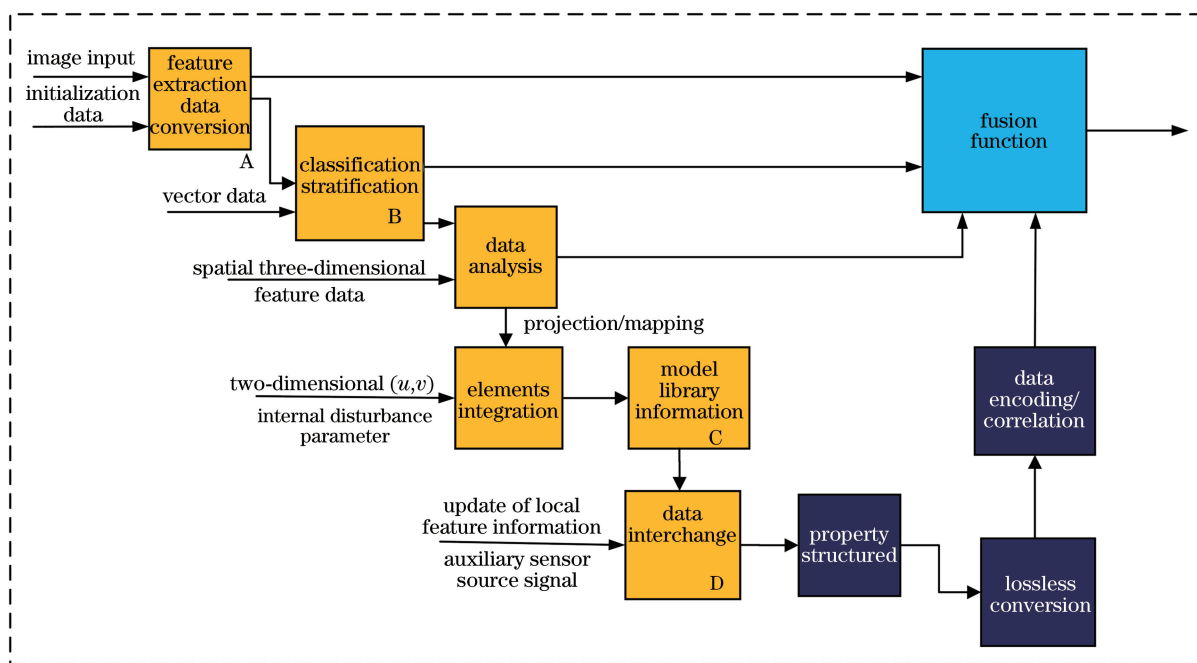 image input
initialization
data
feature
extraction
data
conversion
A
fusion
function
classification
stratification
B
vector data
data
analysis
spatial three-dimensional
feature data
projection/mapping
two-dimensional (u,v)
internal disturbance
parameter
elements
integration
model
library
information
C
data
encoding/
correlation
update of local
feature information
auxiliary sensor
source signal
data
interchange
D
property
structured
lossless
conversion